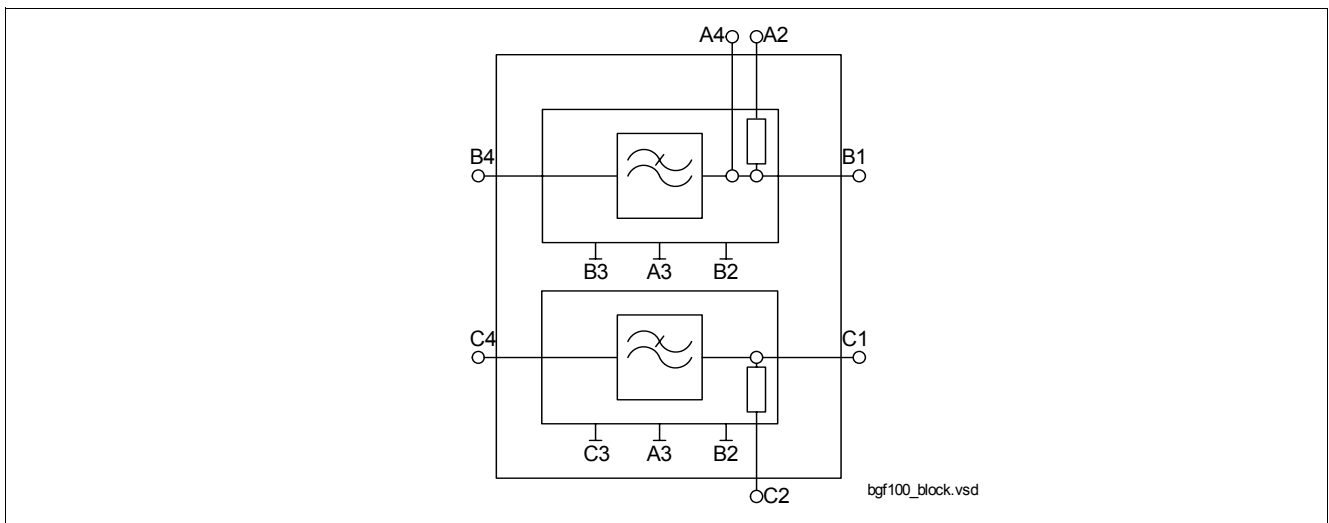 A4 A2
B4 B1
B3 A3 B2
C4 C1
C3 A3 B2
C2
bgf100_block.vsd